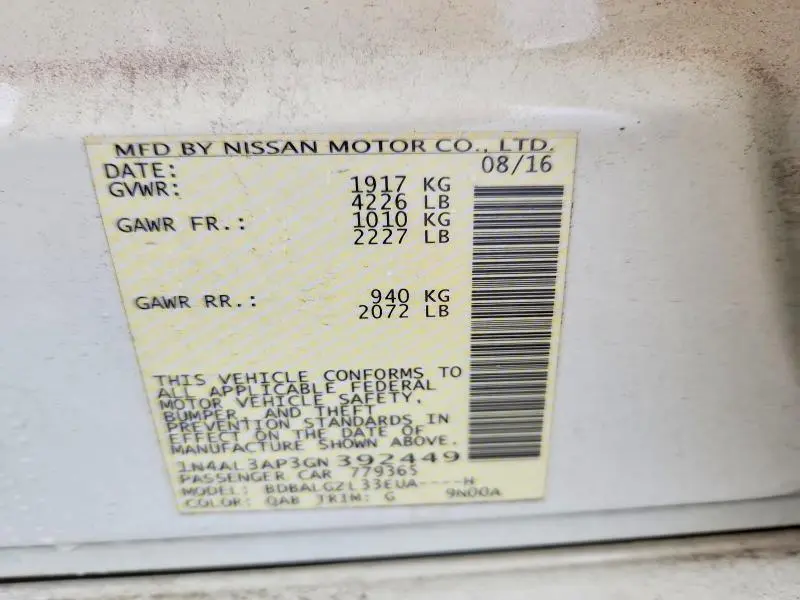 MFD BY NISSAN MOTOR CO., LTD.
DATE: 08/16
GVWR: 1917 KG
4226 LB
GAWR FR.: 1010 KG
2227 LB
GAWR RR.: 940 KG
2072 LB
THIS VEHICLE CONFORMS TO
ALL APPLICABLE FEDERAL
MOTOR VEHICLE SAFETY,
BUMPER, AND THEFT
PREVENTION STANDARDS IN
EFFECT ON THE DATE OF
MANUFACTURE SHOWN ABOVE.
1N4AL3AP3GN392449
PASSENGER CAR 779365
MODEL: BDBALGZL33EUA----H
COLOR: QAB TRIM: G 9N00A